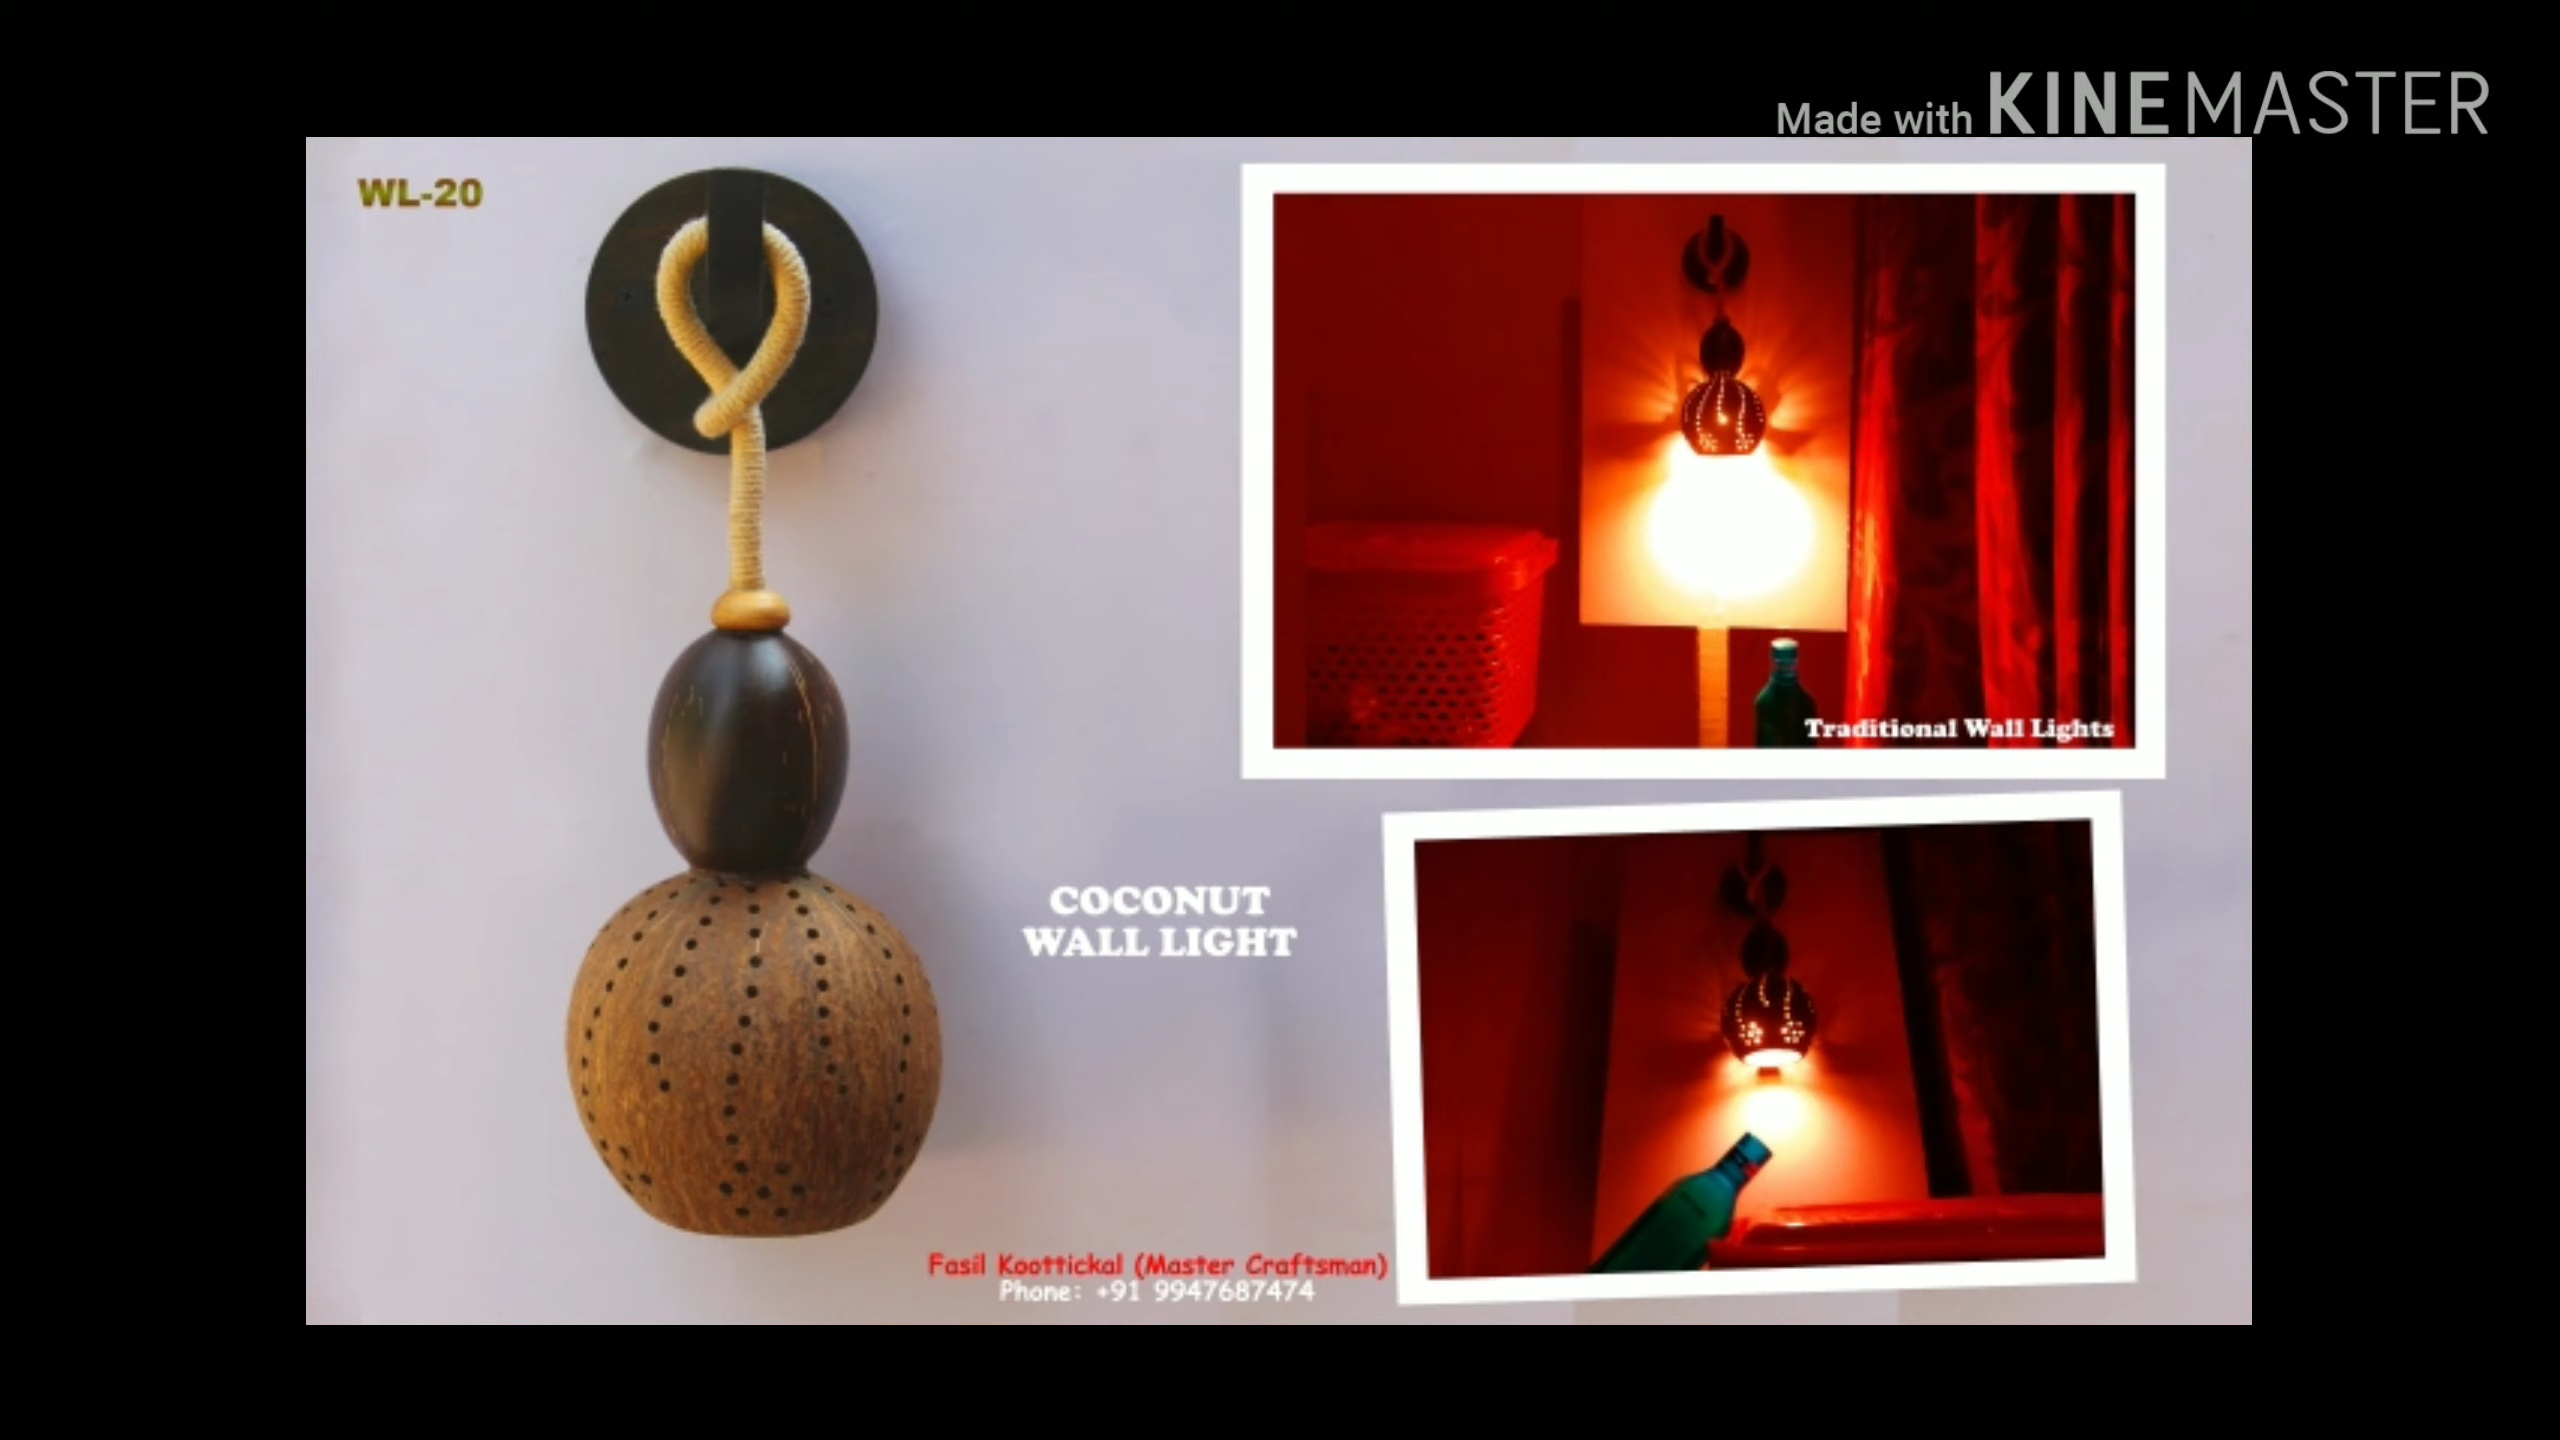 Made with KINEMASTER
WL-20
Traditional Wall Lights
COCONUT
WALL LIGHT
Fasil Koottickal (Master Craftsman)
Phone: +91 9947687474